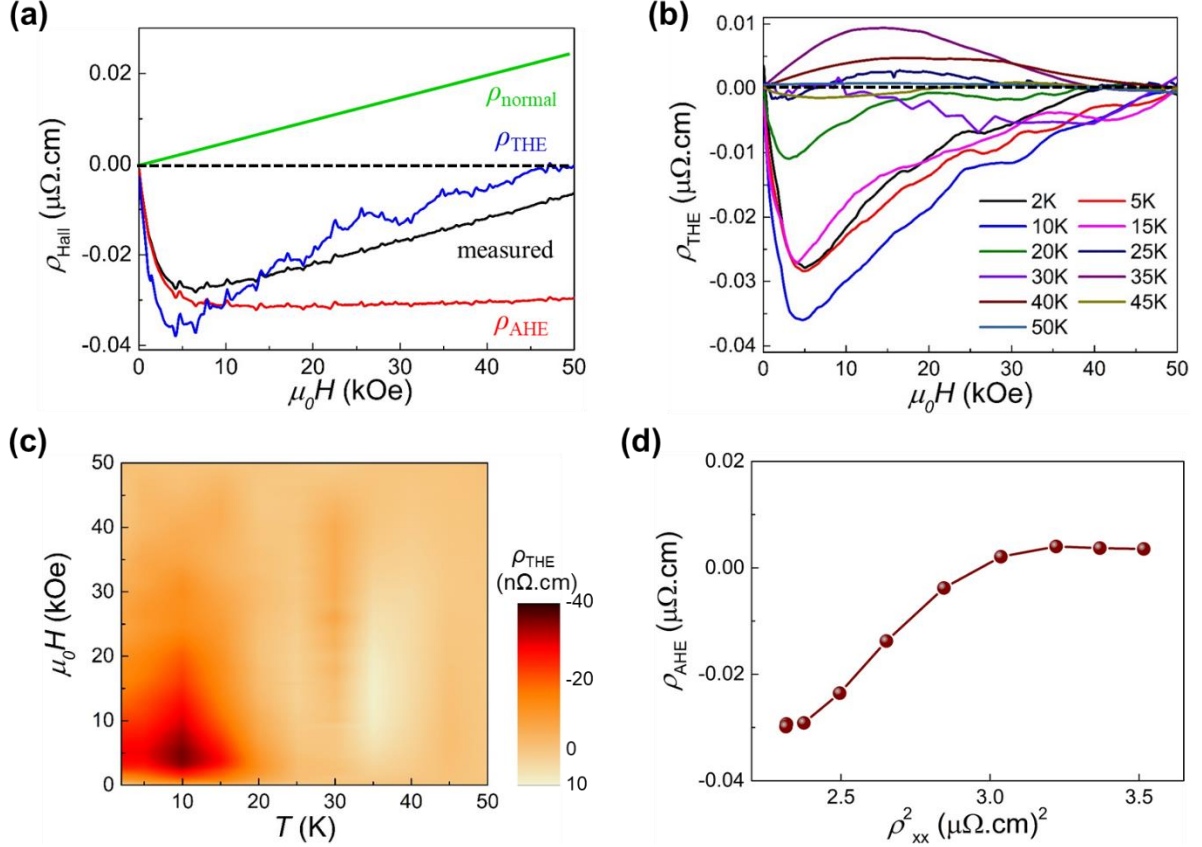 (a)
ρHall (μΩ.cm)
0.02
0.00
-0.02
-0.04
ρnormal
ρTHE
measured
ρAHE
0 10 20 30 40 50
μ0H (kOe)
(b)
ρTHE (μΩ.cm)
0.01
0.00
-0.01
-0.02
-0.03
-0.04
2K 5K
10K 15K
20K 25K
30K 35K
40K 45K
50K
0 10 20 30 40 50
μ0H (kOe)
(c)
μ0H (kOe)
50
40
30
20
10
0
10 20 30 40 50
T (K)
ρTHE
(nΩ.cm)
-40
-20
0
10
(d)
ρAHE (μΩ.cm)
0.02
0.00
-0.02
-0.04
2.5 3.0 3.5
ρ²xx (μΩ.cm)²